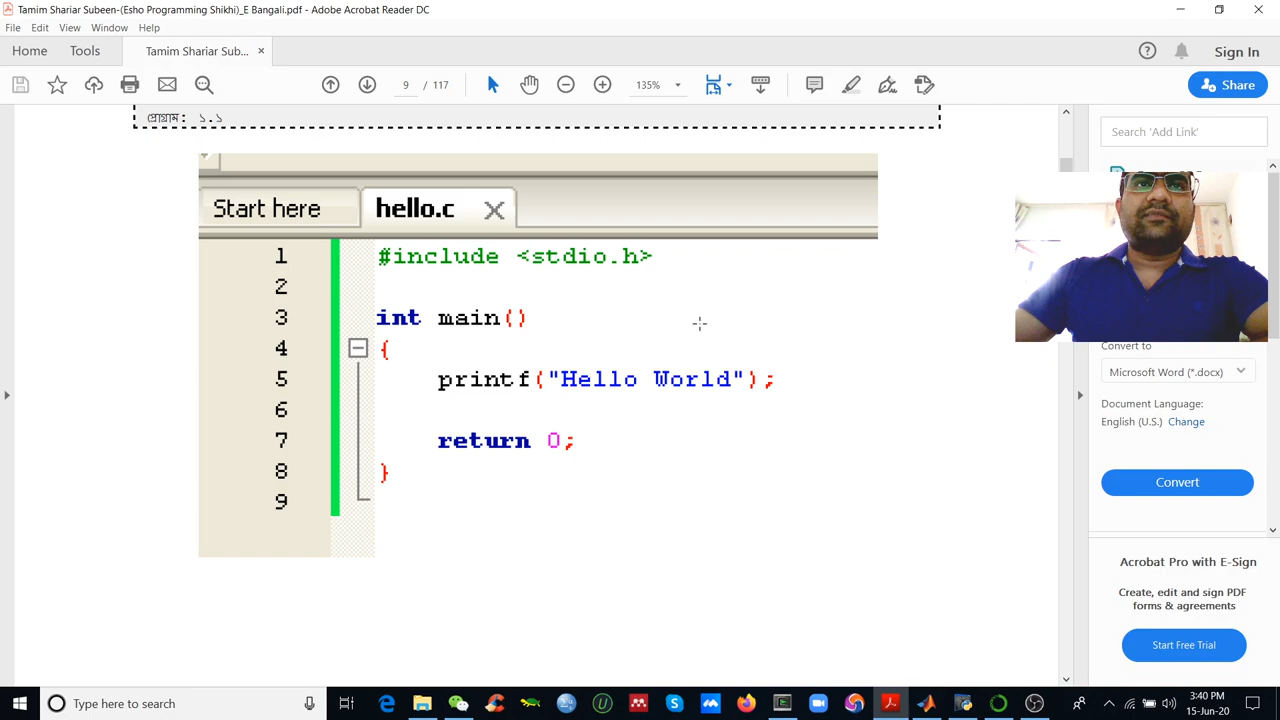 Tamim Shariar Subeen-(Esho Programming Shikhi)_E Bangali.pdf - Adobe Acrobat Reader DC
File Edit View Window Help
Home Tools Tamim Shariar Sub... × Sign In
9 / 117 135% Share
প্রোগ্রাম: ১.১
Search 'Add Link'
Start here hello.c
1 #include <stdio.h>
2
3 int main()
4 {
5 printf("Hello World");
6
7 return 0;
8 }
9
Convert to
Microsoft Word (*.docx)
Document Language:
English (U.S.) Change
Convert
Acrobat Pro with E-Sign
Create, edit and sign PDF
forms & agreements
Start Free Trial
Type here to search
3:40 PM
15-Jun-20